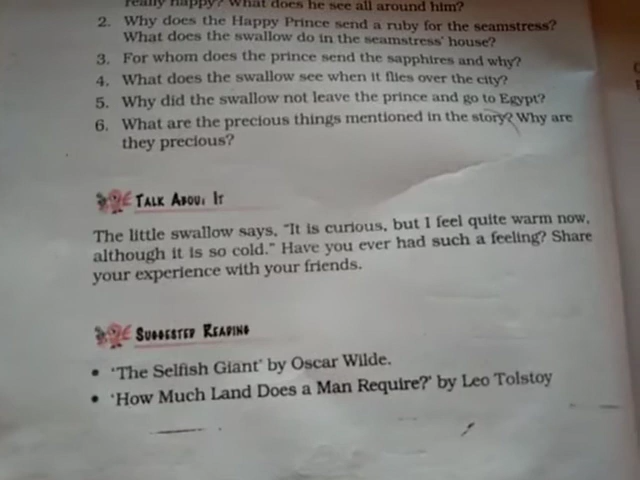 really happy? What does he see all around him?
2. Why does the Happy Prince send a ruby for the seamstress?
What does the swallow do in the seamstress' house?
3. For whom does the prince send the sapphires and why?
4. What does the swallow see when it flies over the city?
5. Why did the swallow not leave the prince and go to Egypt?
6. What are the precious things mentioned in the story? Why are
they precious?
TALK ABOUT IT
The little swallow says, "It is curious, but I feel quite warm now,
although it is so cold." Have you ever had such a feeling? Share
your experience with your friends.
SUGGESTED READING
• 'The Selfish Giant' by Oscar Wilde.
• 'How Much Land Does a Man Require?' by Leo Tolstoy